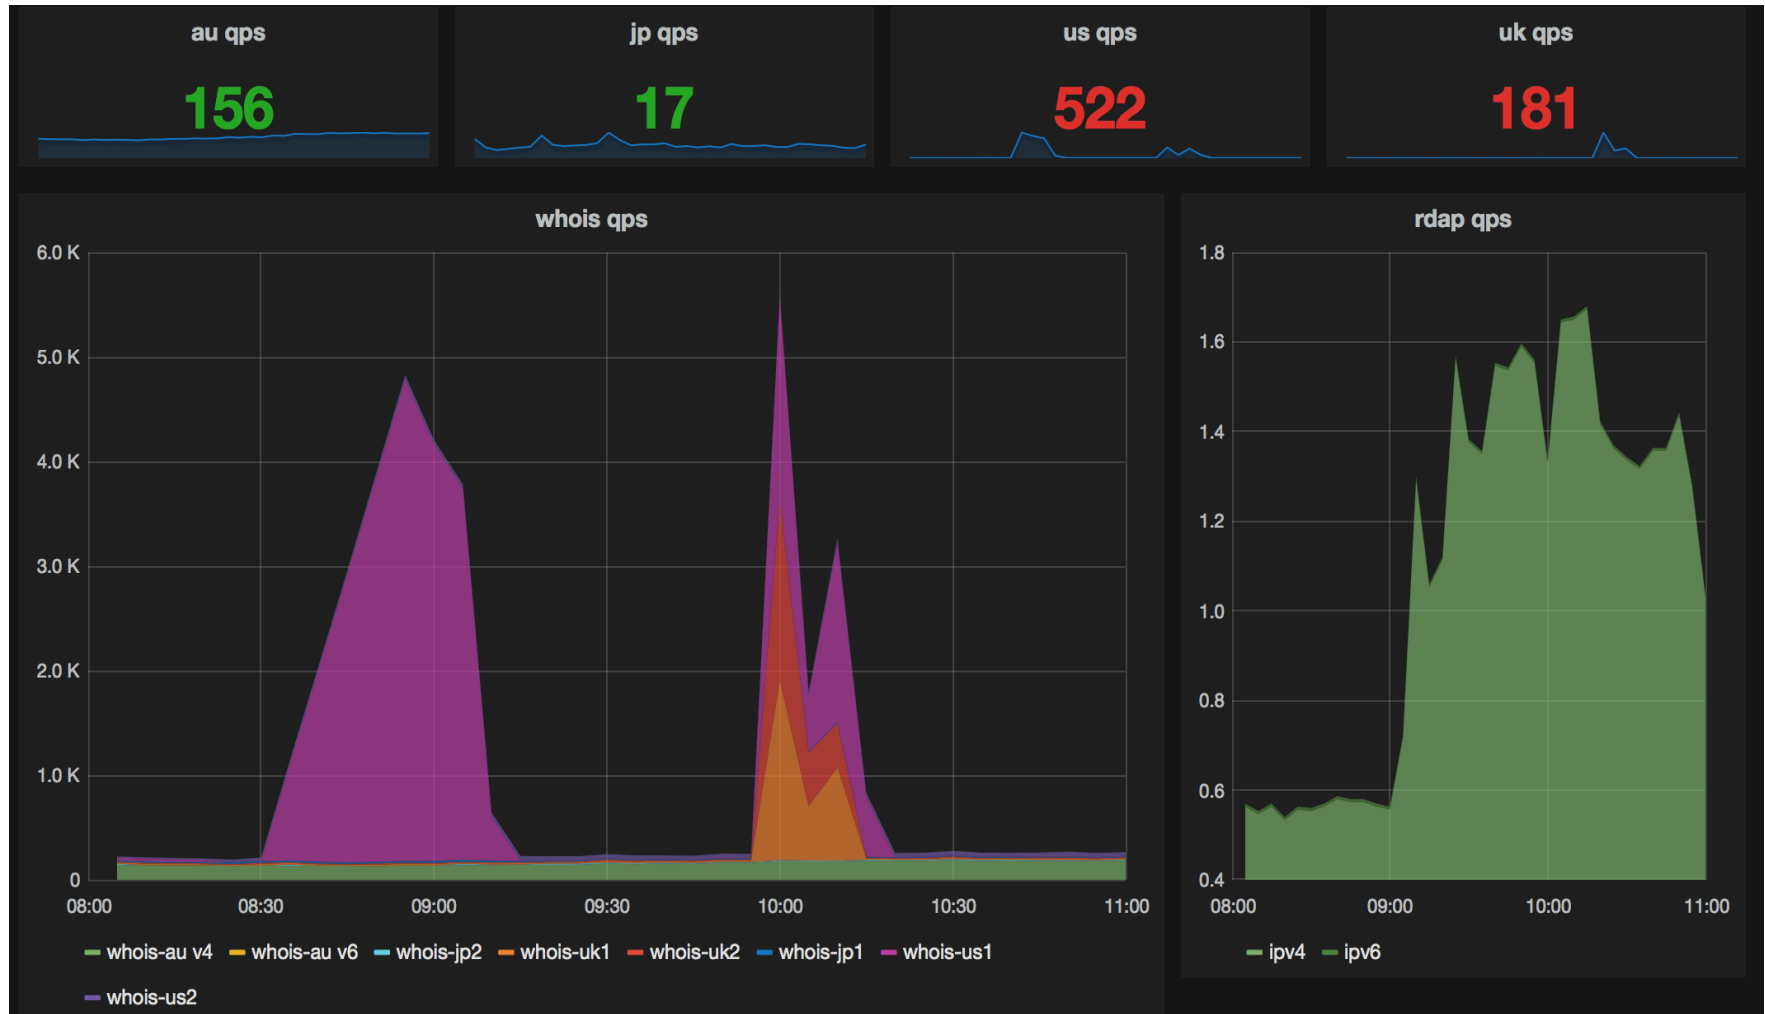 au qps
jp qps
us qps
uk qps
156
17
522
181
whois qps
rdap qps
6.0 K
5.0 K
4.0 K
3.0 K
2.0 K
1.0 K
0
08:00 08:30 09:00 09:30 10:00 10:30 11:00
whois-au v4 whois-au v6 whois-jp2 whois-uk1 whois-uk2 whois-jp1 whois-us1
whois-us2
1.8
1.6
1.4
1.2
1.0
0.8
0.6
0.4
08:00 09:00 10:00 11:00
ipv4 ipv6